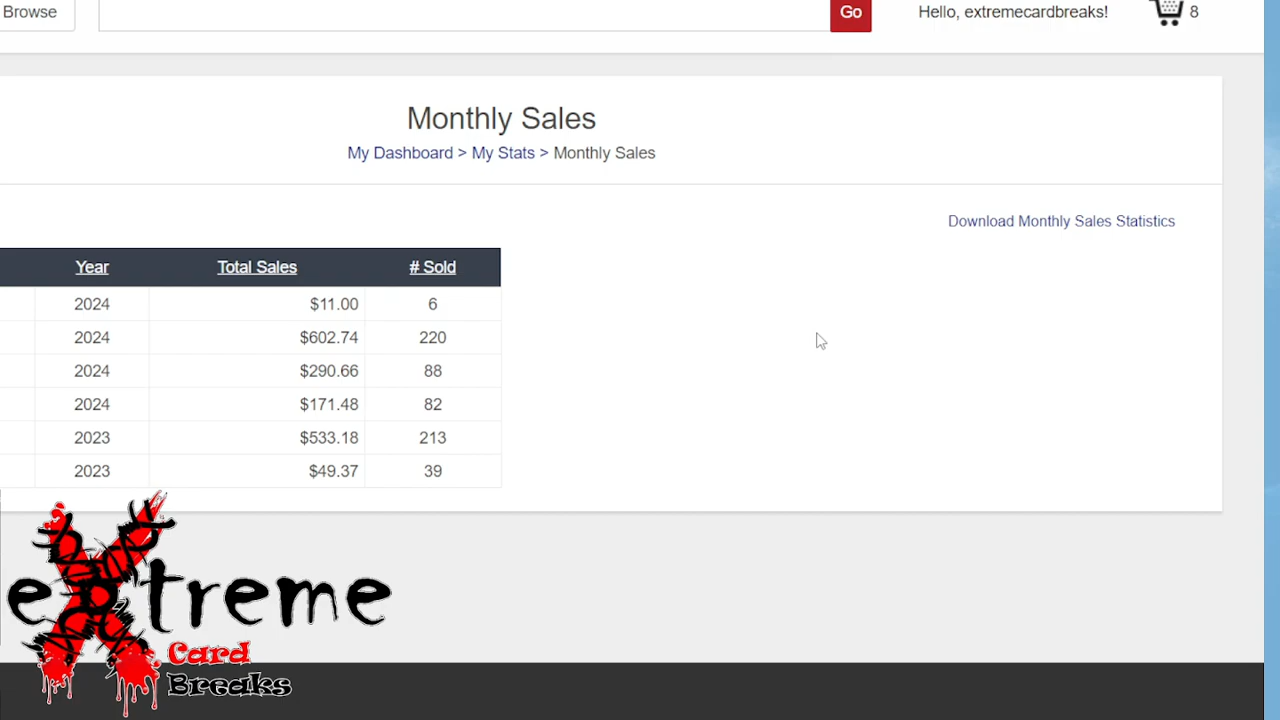 Browse Go Hello, extremecardbreaks! 8
Monthly Sales
My Dashboard > My Stats > Monthly Sales
Download Monthly Sales Statistics
Year Total Sales # Sold
2024 $11.00 6
2024 $602.74 220
2024 $290.66 88
2024 $171.48 82
2023 $533.18 213
2023 $49.37 39
eXtreme
Card
Breaks